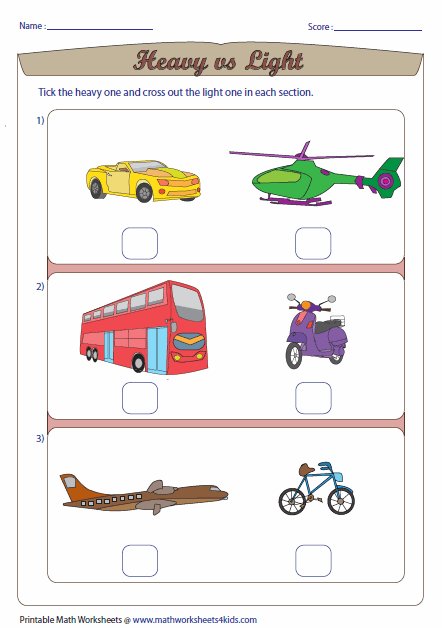 Name :
Score :
Heavy vs Light
Tick the heavy one and cross out the light one in each section.
1)
2)
3)
Printable Math Worksheets @ www.mathworksheets4kids.com